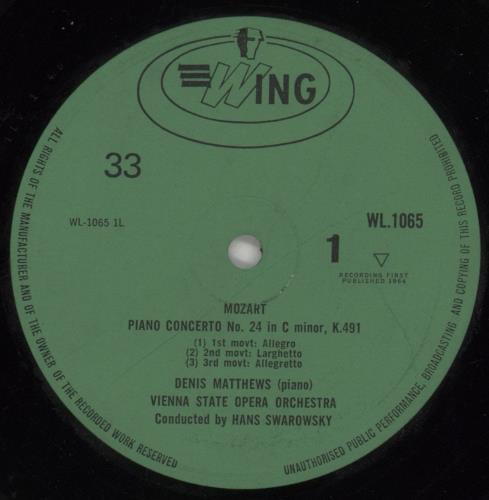 WING
33
WL-1065 1L
WL.1065
1
RECORDING FIRST
PUBLISHED 1964
MOZART
PIANO CONCERTO No. 24 in C minor, K.491
(1) 1st movt: Allegro
(2) 2nd movt: Larghetto
(3) 3rd movt: Allegretto
DENIS MATTHEWS (piano)
VIENNA STATE OPERA ORCHESTRA
Conducted by HANS SWAROWSKY
ALL RIGHTS OF THE MANUFACTURER AND OF THE OWNER OF THE RECORDED WORK RESERVED
UNAUTHORISED PUBLIC PERFORMANCE, BROADCASTING AND COPYING OF THIS RECORD PROHIBITED